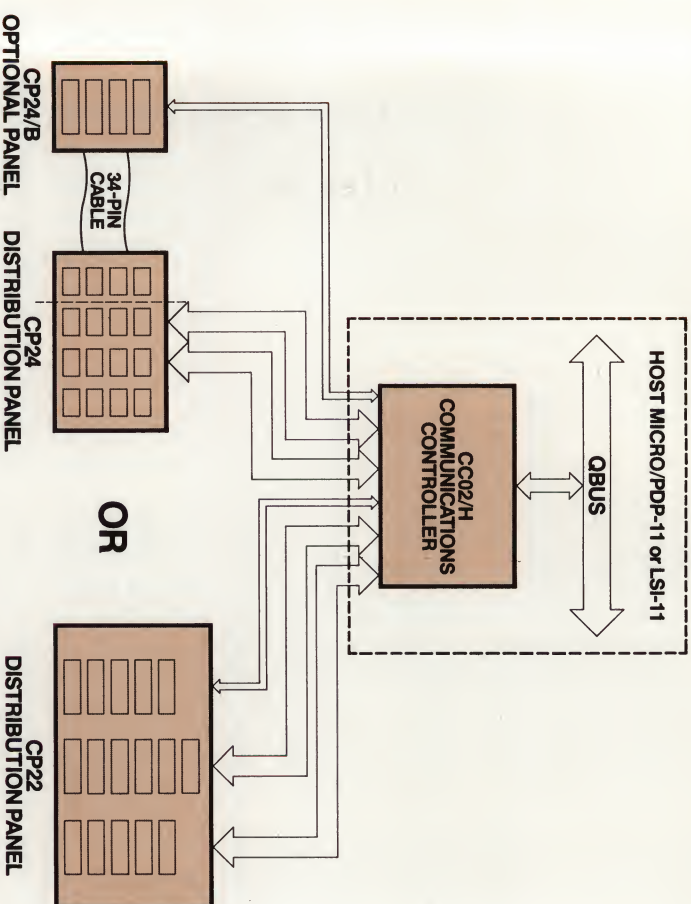 HOST MICRO/PDP-11 or LSI-11
QBUS
CC02/H
COMMUNICATIONS
CONTROLLER
34-PIN
CABLE
CP24/B
OPTIONAL PANEL
CP24
DISTRIBUTION PANEL
OR
CP22
DISTRIBUTION PANEL